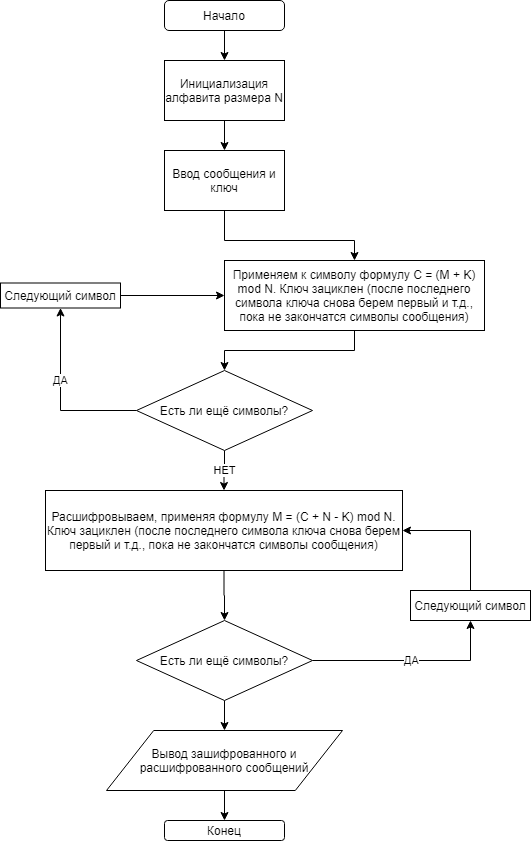 Начало
Инициализация
алфавита размера N
Ввод сообщения и
ключ
Применяем к символу формулу C = (M + K)
mod N. Ключ зациклен (после последнего
символа ключа снова берем первый и т.д.,
пока не закончатся символы сообщения)
Следующий символ
ДА
Есть ли ещё символы?
НЕТ
Расшифровываем, применяя формулу M = (C + N - K) mod N.
Ключ зациклен (после последнего символа ключа снова берем
первый и т.д., пока не закончатся символы сообщения)
Следующий символ
Есть ли ещё символы?
ДА
Вывод зашифрованного и
расшифрованного сообщений
Конец